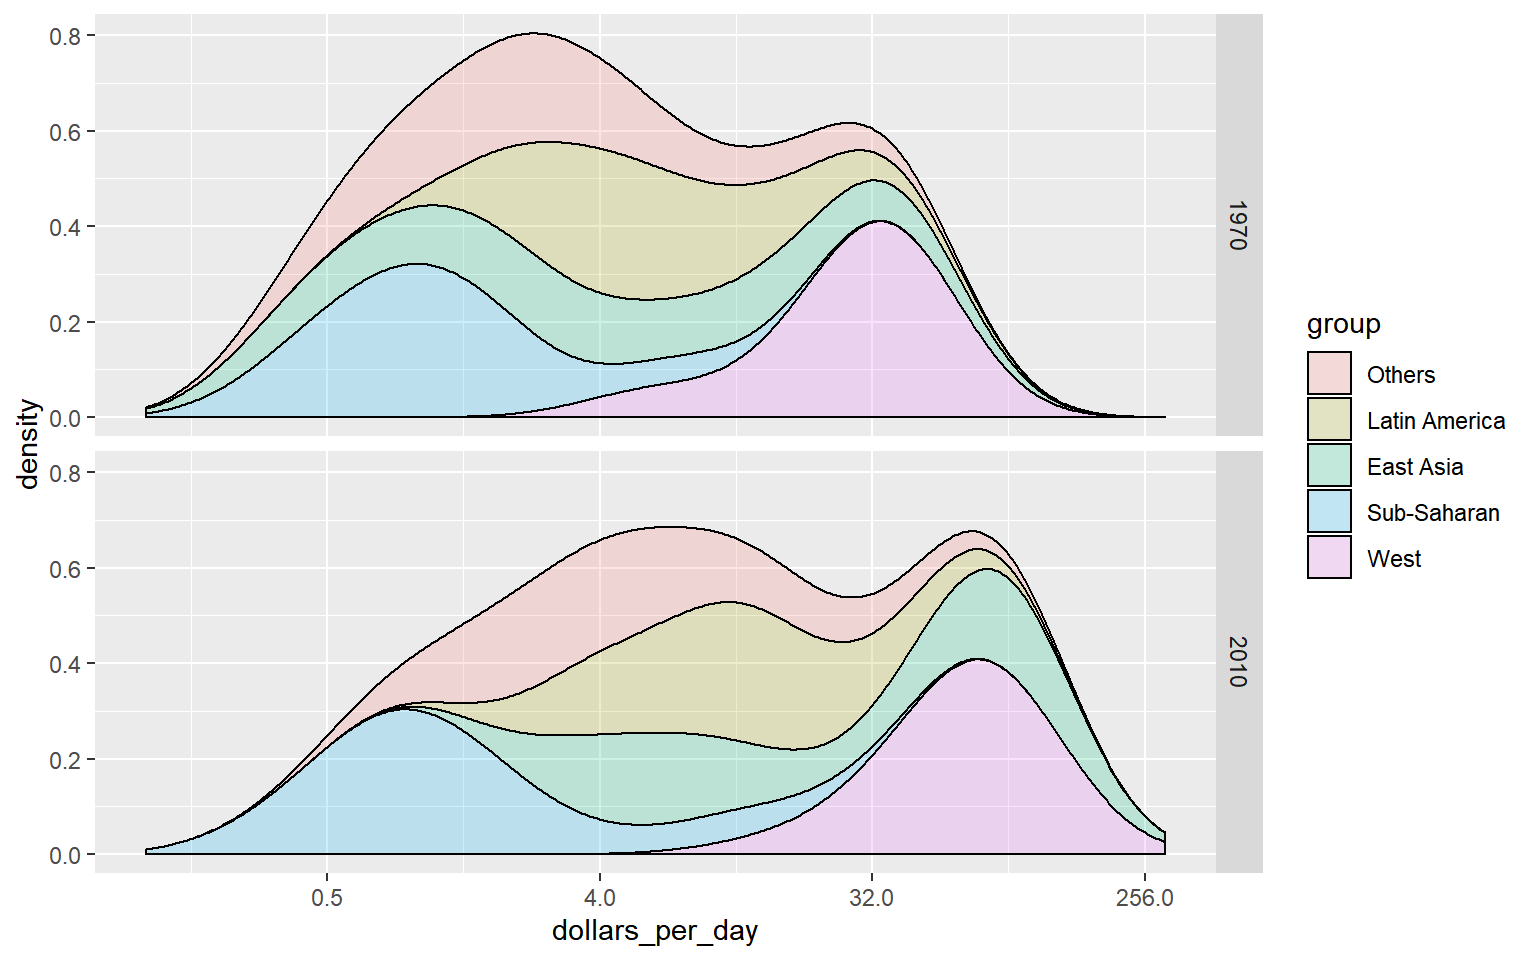 0.8
0.6
0.4
0.2
0.0
1970
0.8
0.6
0.4
0.2
0.0
2010
density
0.5
4.0
32.0
256.0
dollars_per_day
group
Others
Latin America
East Asia
Sub-Saharan
West